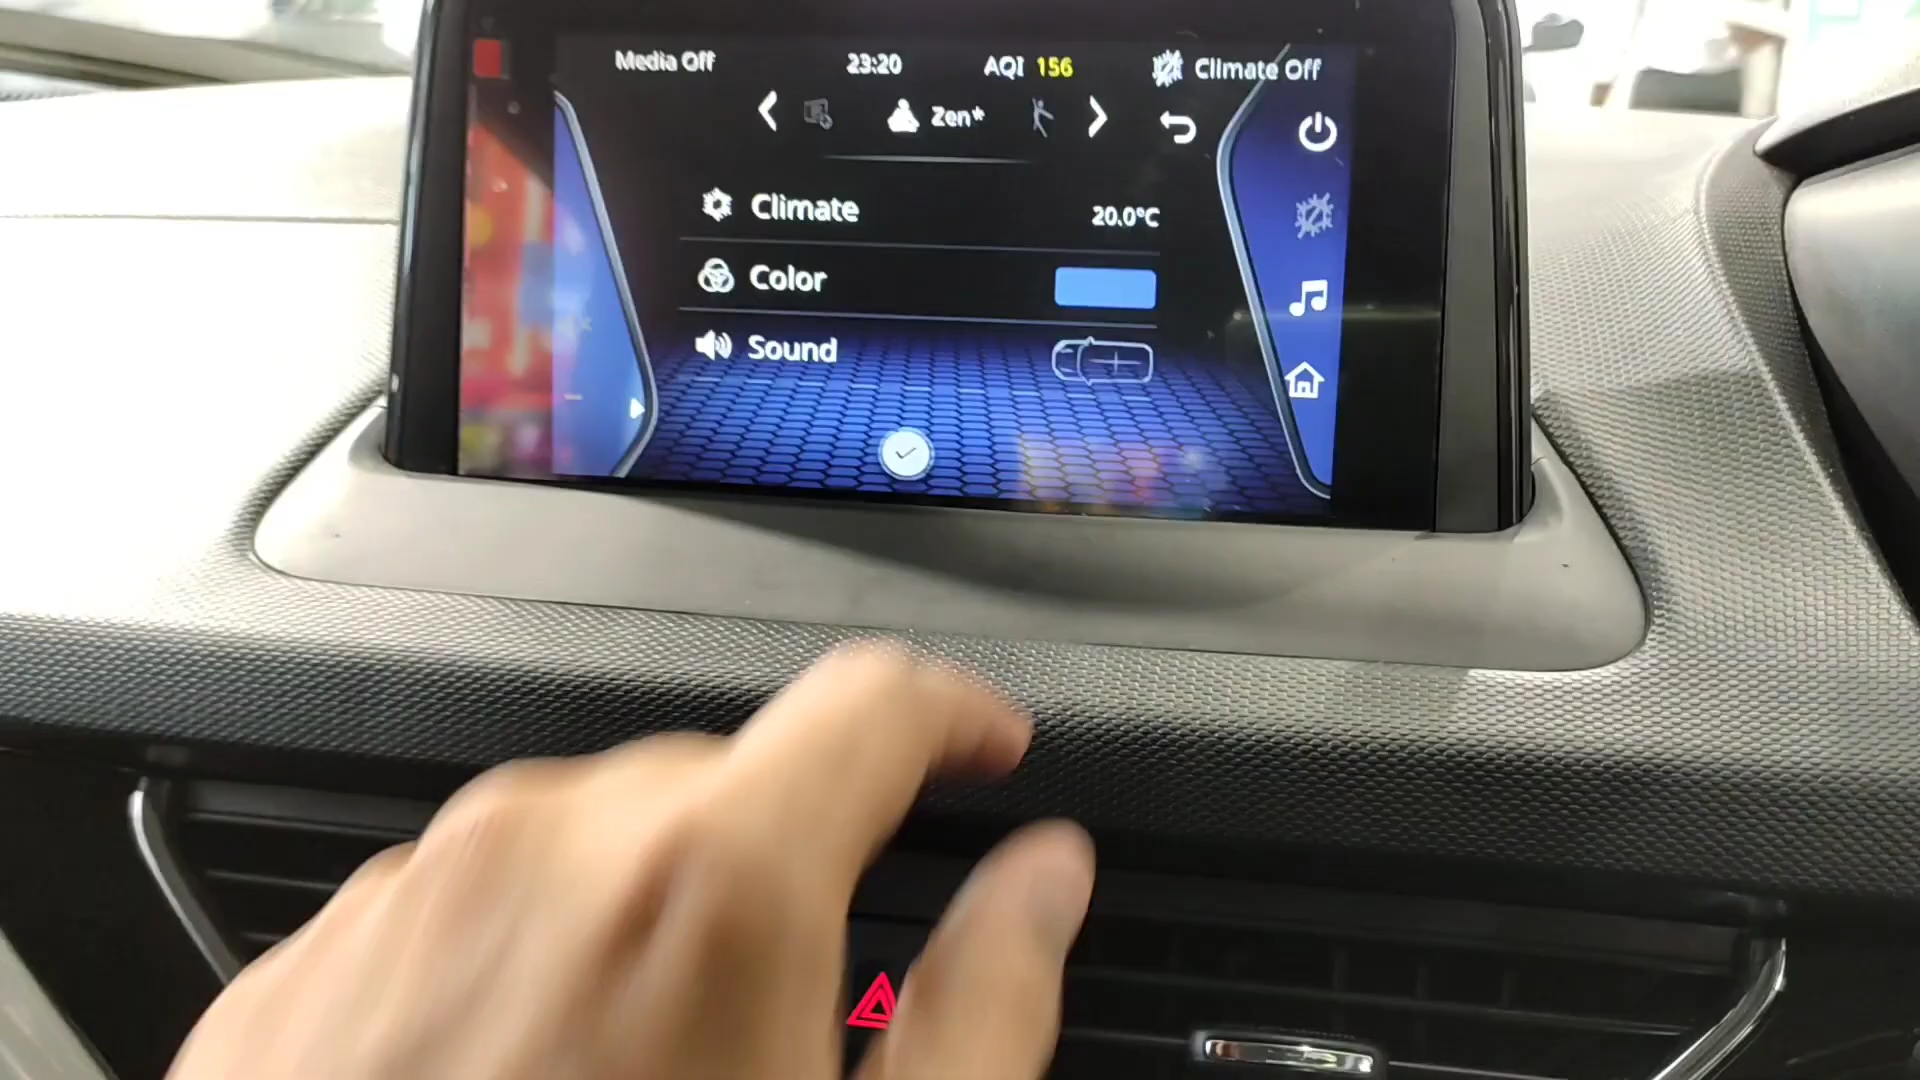 Media Off 23:20 AQI 156 Climate Off
Zen*
Climate 20.0°C
Color
Sound